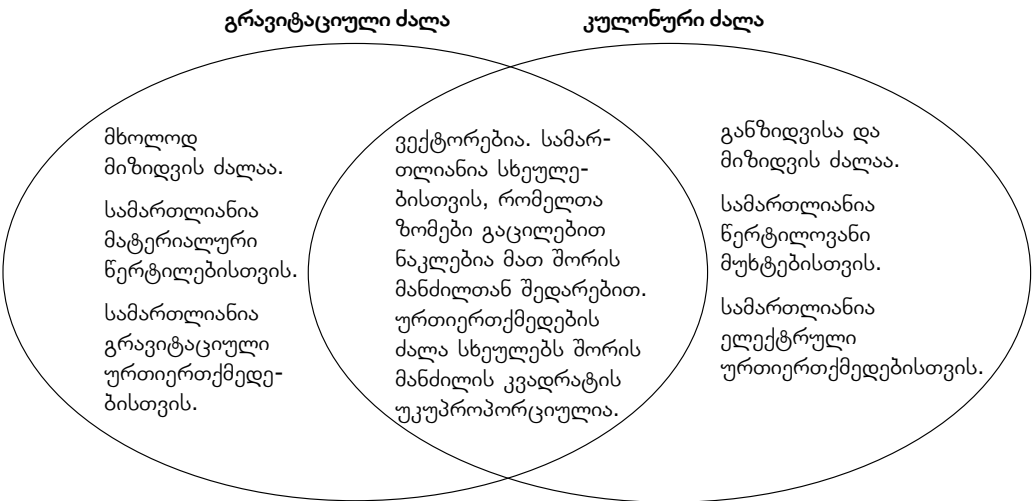 გრავიტაციული ძალა
კულონური ძალა
მხოლოდ
მიზიდვის ძალაა.
სამართლიანია
მატერიალური
წერტილებისთვის.
სამართლიანია
გრავიტაციული
ურთიერთქმედე-
ბისთვის.
ვექტორებია. სამარ-
თლიანია სხეულე-
ბისთვის, რომელთა
ზომები გაცილებით
ნაკლებია მათ შორის
მანძილთან შედარებით.
ურთიერთქმედების
ძალა სხეულებს შორის
მანძილის კვადრატის
უკუპროპორციულია.
განზიდვისა და
მიზიდვის ძალაა.
სამართლიანია
წერტილოვანი
მუხტებისთვის.
სამართლიანია
ელექტრული
ურთიერთქმედებისთვის.